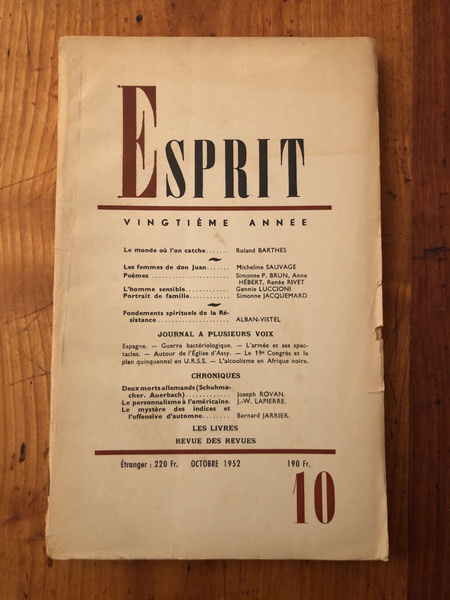 ESPRIT
VINGTIÈME ANNÉE
Le monde où l'on catche....... Roland BARTHES
Les femmes de don Juan....... Micheline SAUVAGE
Poèmes .................... Simonne P. BRUN, Anne
HÉBERT, Renée RIVET
L'homme sensible............. Gennie LUCCIONI
Portrait de famille............ Simonne JACQUEMARD
Fondements spirituels de la Ré-
sistance .................... ALBAN-VISTEL
JOURNAL A PLUSIEURS VOIX
Espagne. — Guerre bactériologique. — L'armée et ses spec-
tacles. — Autour de l'Église d'Assy. — Le 19e Congrès et le
plan quinquennsl en U.R.S.S. — L'alcoolisme en Afrique noire.
CHRONIQUES
Deux morts allemands (Schuhma-
cher. Auerbach) .............. Joseph ROVAN.
Le personnalisme à l'américaine. J.-W. LAPIERRE.
Le mystère des indices et
l'offensive d'automne........ Bernard JARRIER.
LES LIVRES
REVUE DES REVUES
Étranger : 220 Fr. OCTOBRE 1952 190 Fr.
10